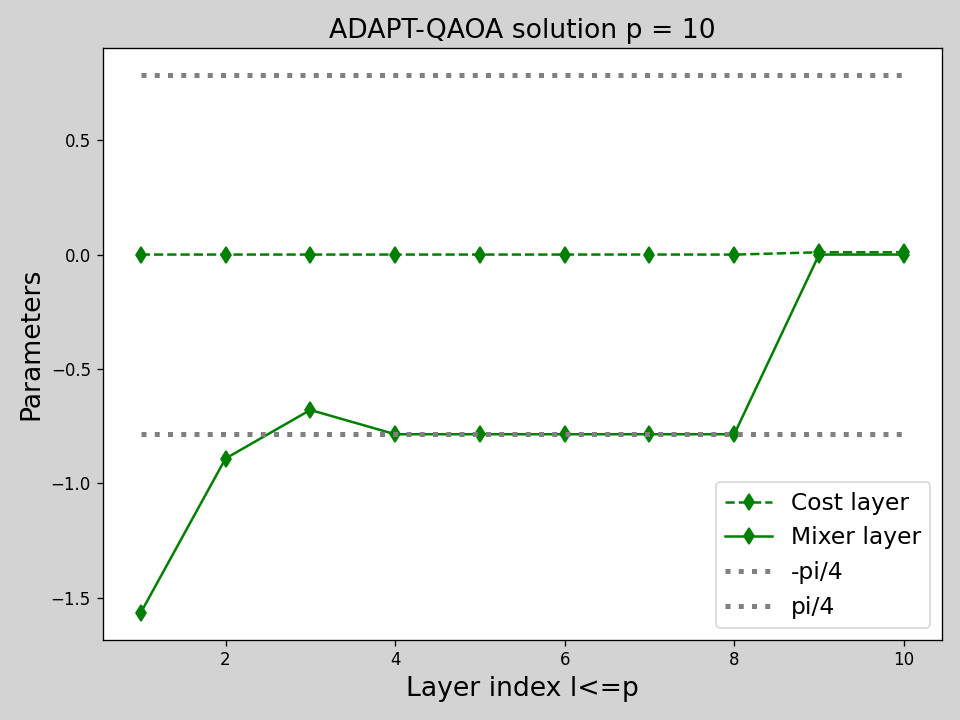 ADAPT-QAOA solution p = 10
0.5
0.0
−0.5
−1.0
−1.5
Parameters
2 4 6 8 10
Layer index l<=p
Cost layer
Mixer layer
-pi/4
pi/4